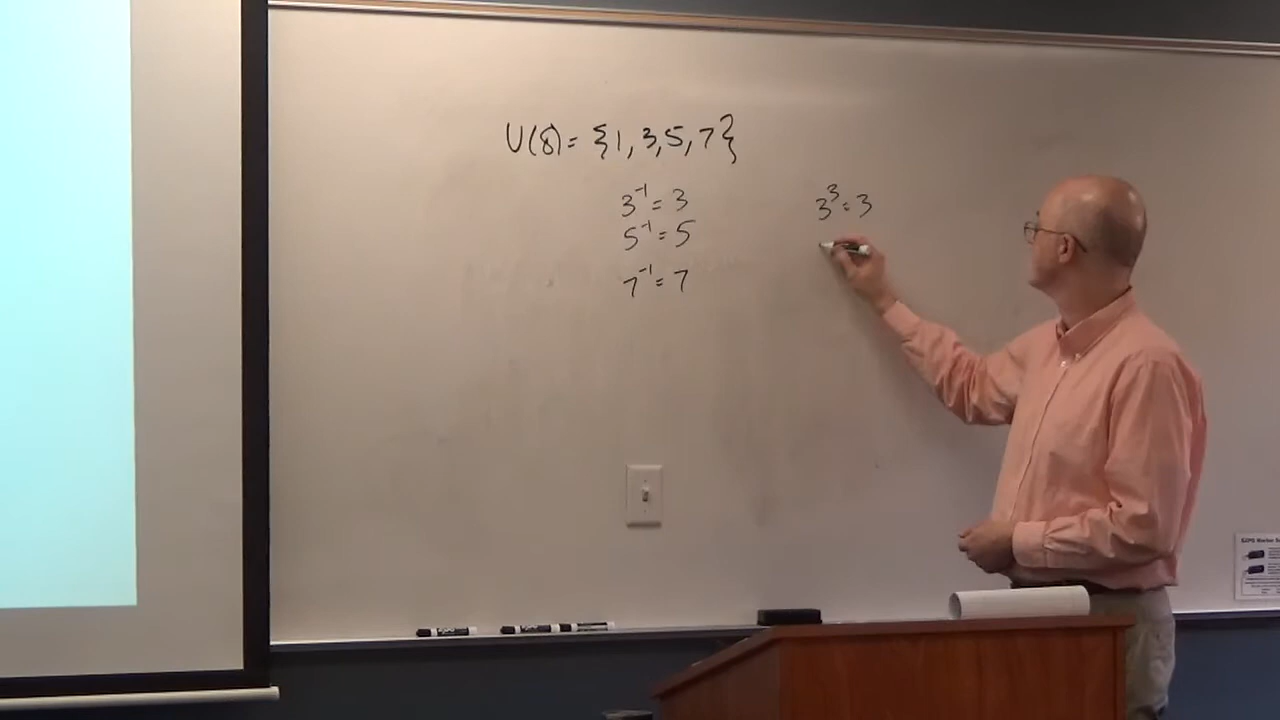 U(8) = {1, 3, 5, 7}
3⁻¹ = 3
5⁻¹ = 5
7⁻¹ = 7
3³ = 3